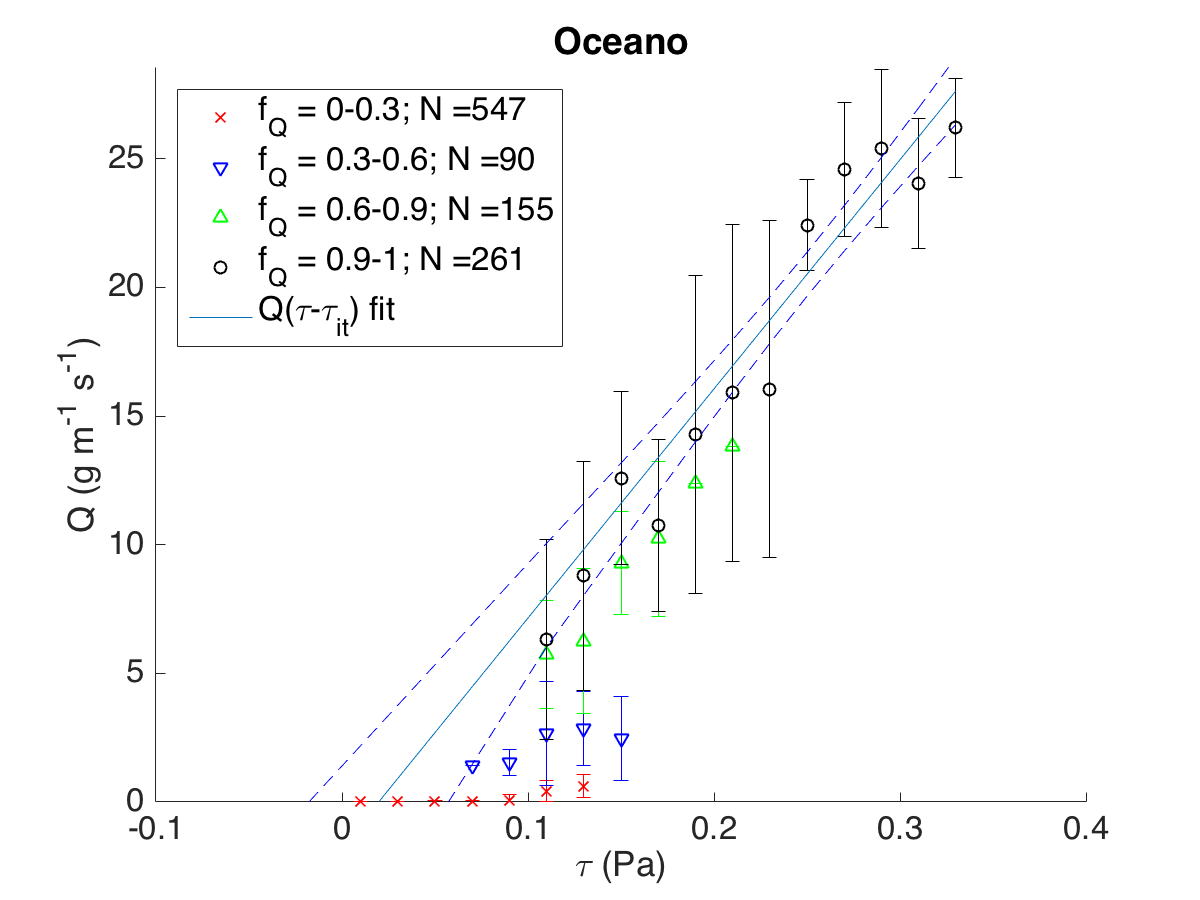 Oceano
f_Q = 0-0.3; N =547
f_Q = 0.3-0.6; N =90
f_Q = 0.6-0.9; N =155
f_Q = 0.9-1; N =261
Q(τ-τ_it) fit
Q (g m^-1 s^-1)
25
20
15
10
5
0
-0.1 0 0.1 0.2 0.3 0.4
τ (Pa)